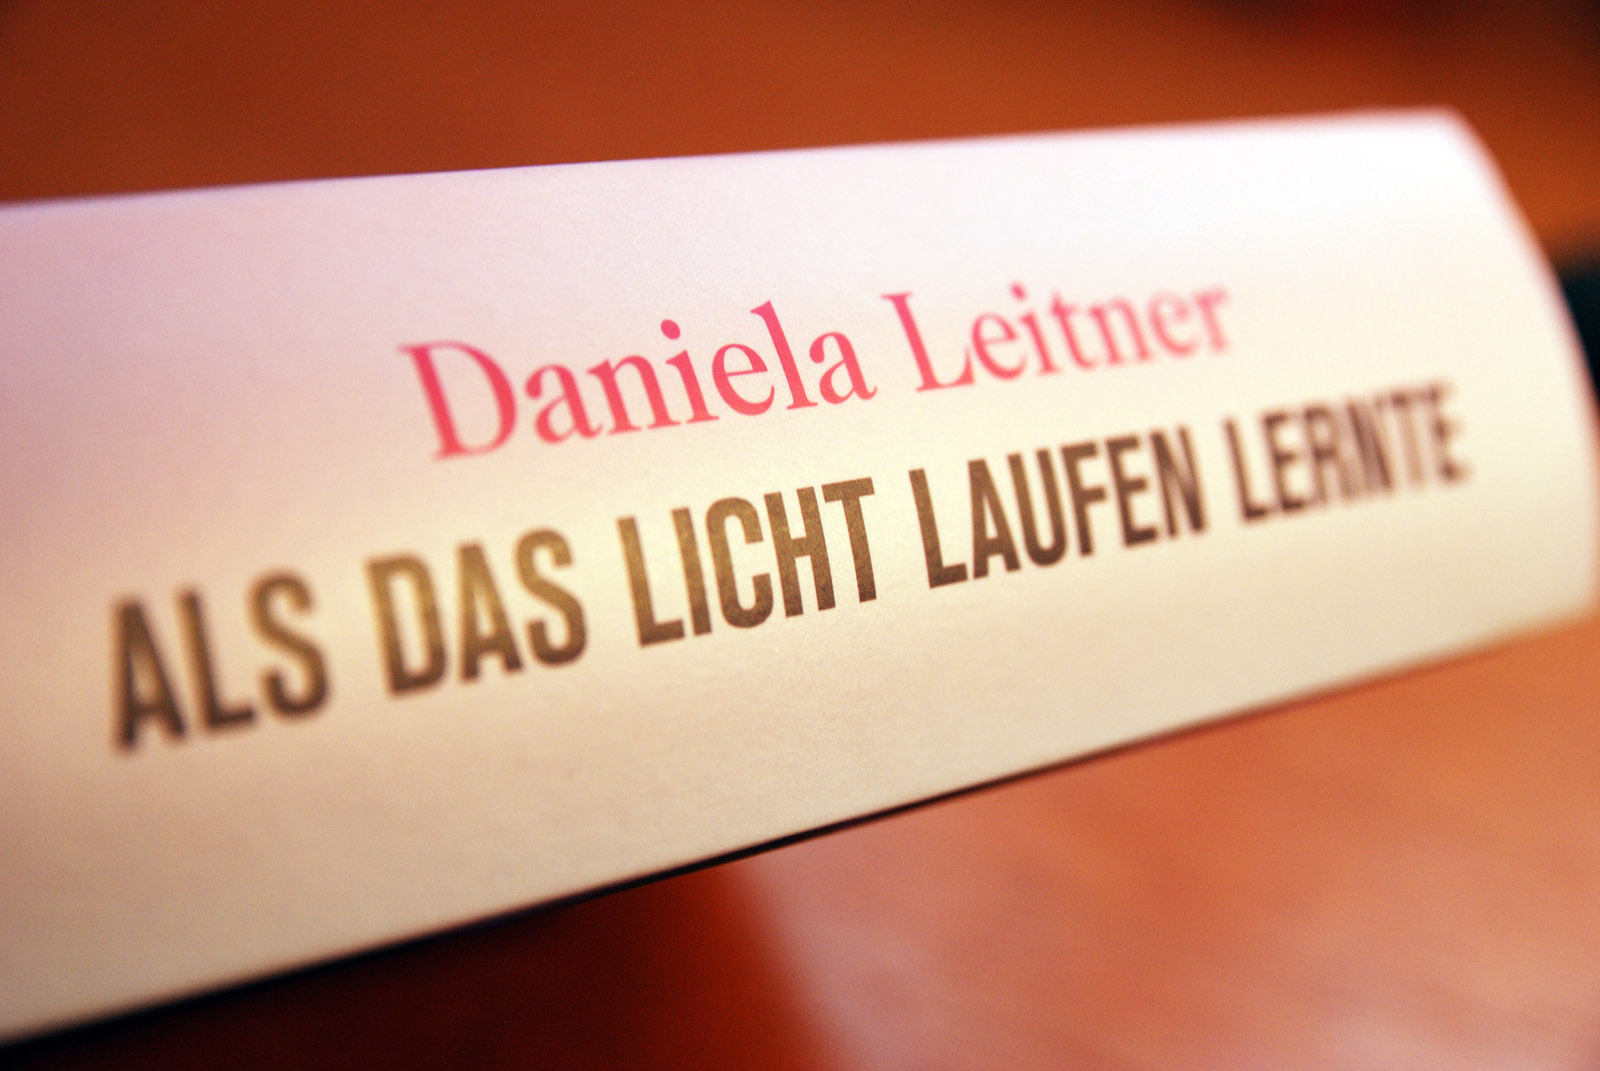 Daniela Leitner
ALS DAS LICHT LAUFEN LERNTE